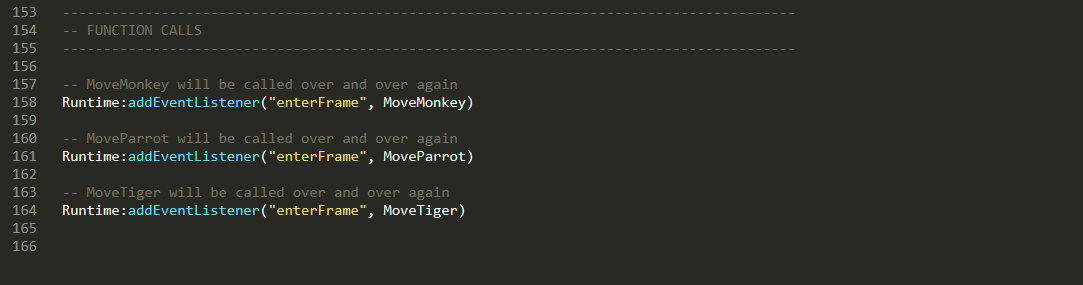 153 -----------------------------------------------------------------------------------------
154 -- FUNCTION CALLS
155 -----------------------------------------------------------------------------------------
156
157 -- MoveMonkey will be called over and over again
158 Runtime:addEventListener("enterFrame", MoveMonkey)
159
160 -- MoveParrot will be called over and over again
161 Runtime:addEventListener("enterFrame", MoveParrot)
162
163 -- MoveTiger will be called over and over again
164 Runtime:addEventListener("enterFrame", MoveTiger)
165
166